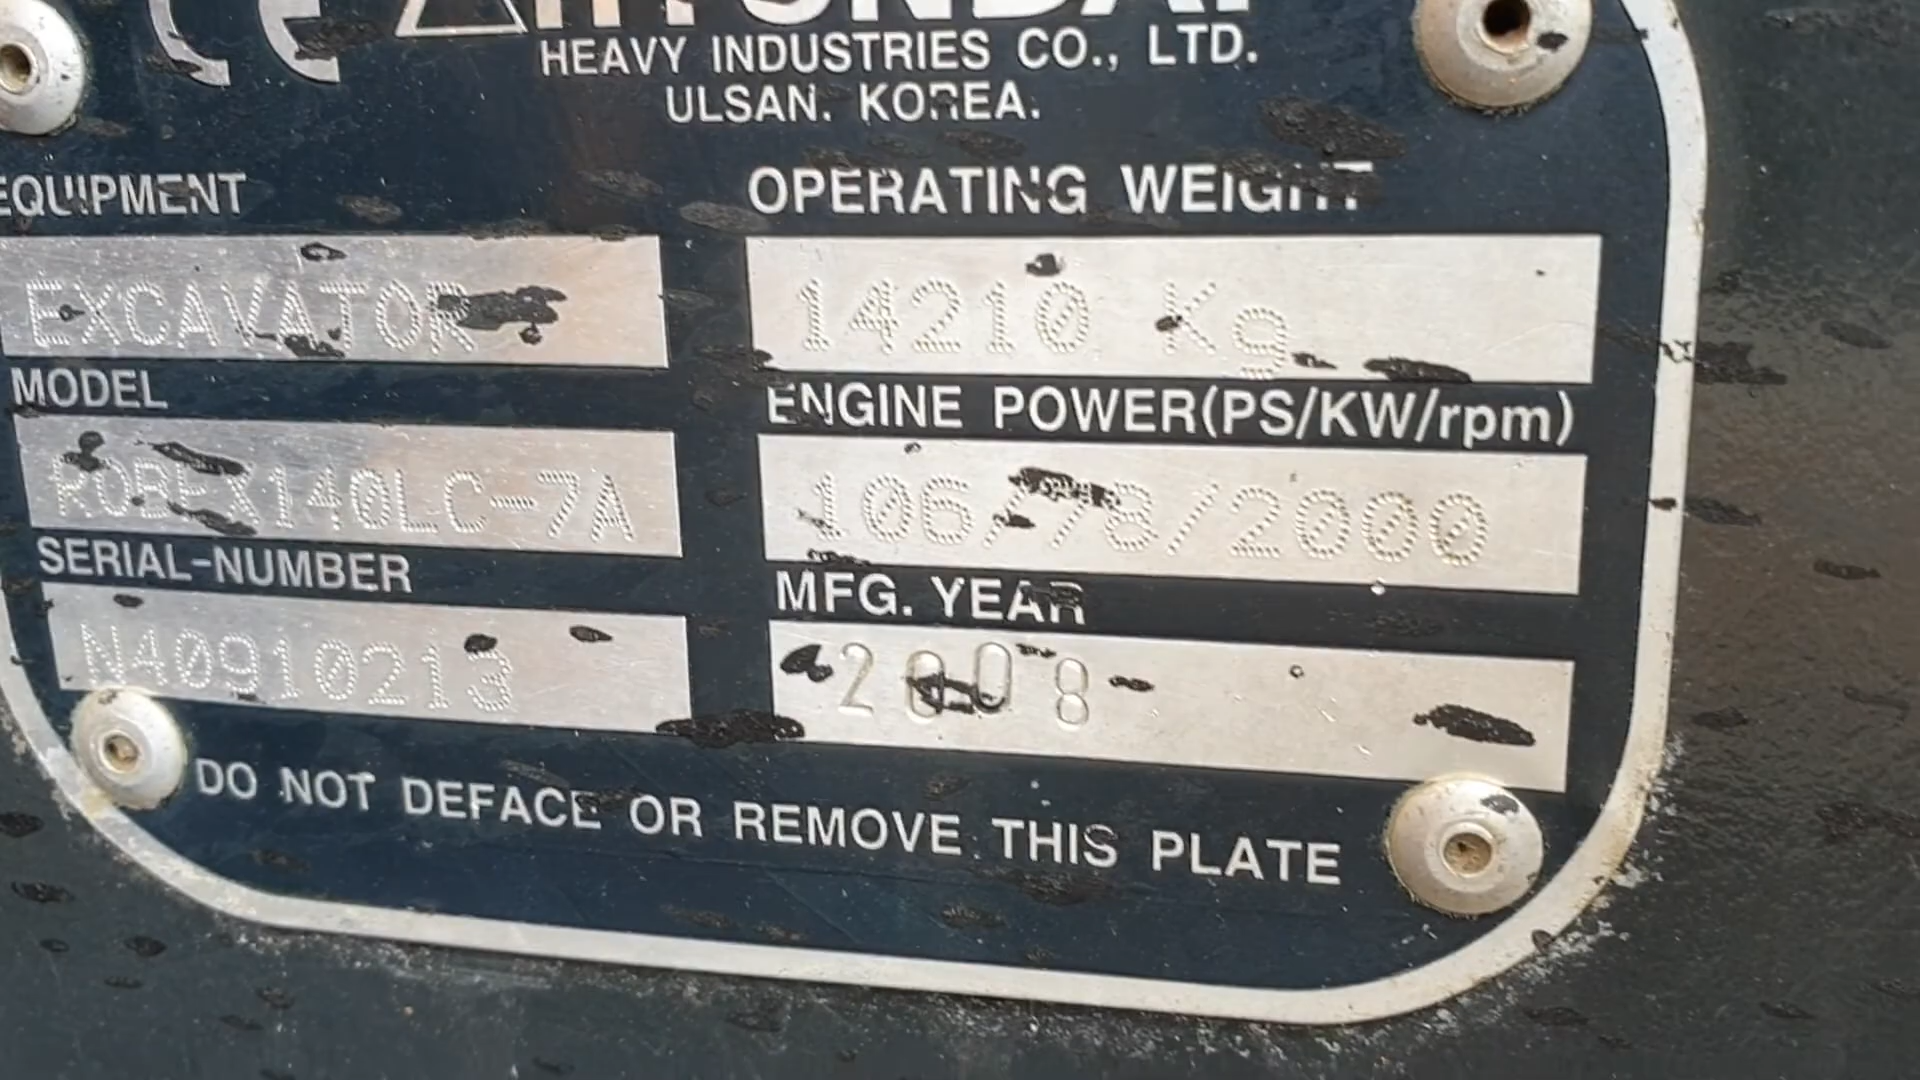 CE HYUNDAI
HEAVY INDUSTRIES CO., LTD.
ULSAN. KOREA.
EQUIPMENT
EXCAVATOR
MODEL
ROBEX140LC-7A
SERIAL-NUMBER
N40910213
OPERATING WEIGHT
14210 Kg
ENGINE POWER(PS/KW/rpm)
106/78/2000
MFG. YEAR
2008
DO NOT DEFACE OR REMOVE THIS PLATE